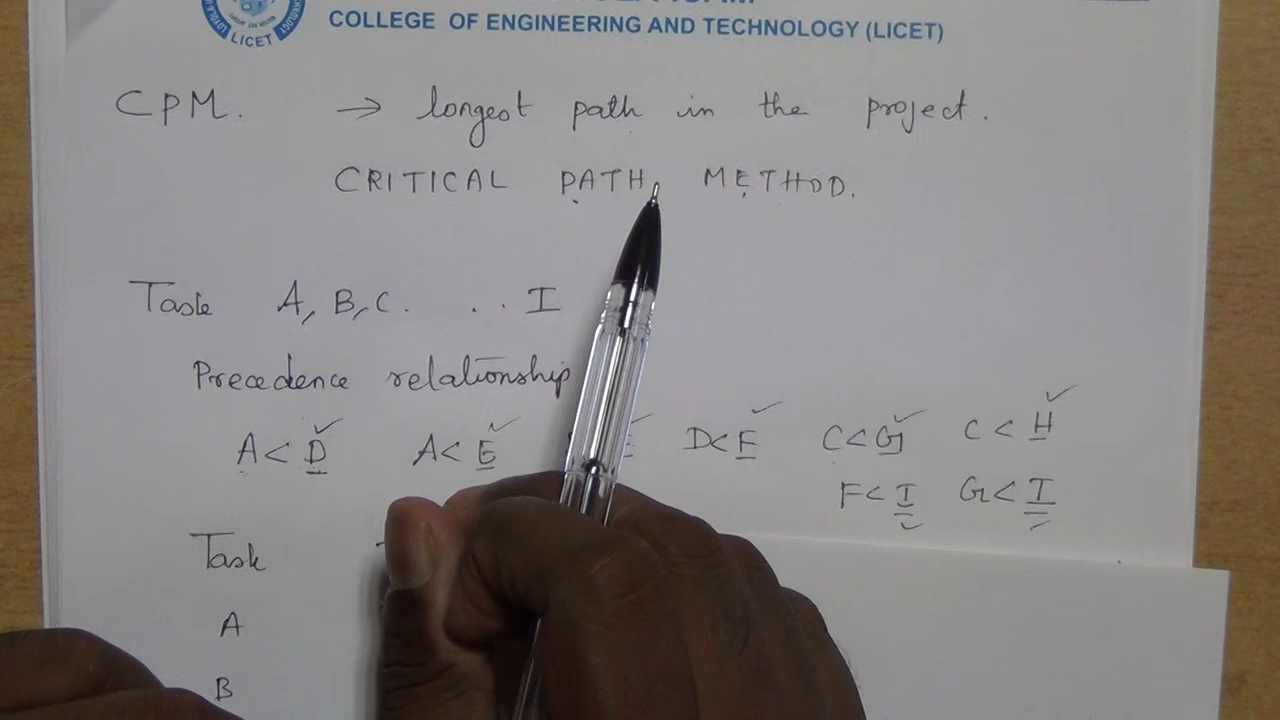 LICET
COLLEGE OF ENGINEERING AND TECHNOLOGY (LICET)
CPM. → longest path in the project.
CRITICAL PATH METHOD.
Task A, B, C. . . I
Precedence relationship
A < D A < E D < F C < G C < H
F < I G < I
Task
A
B